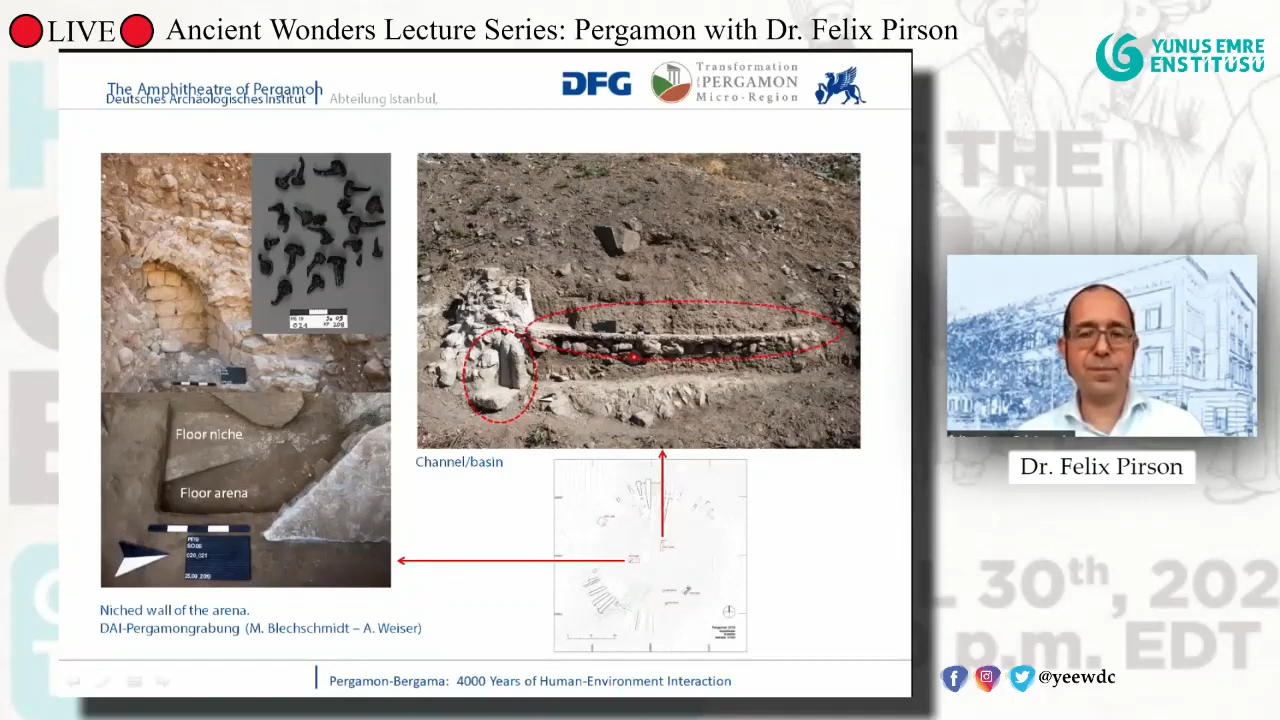 LIVE Ancient Wonders Lecture Series: Pergamon with Dr. Felix Pirson
YUNUS EMRE
ENSTİTÜSÜ
The Amphitheatre of Pergamon
Deutsches Archäologisches Institut
Abteilung Istanbul,
DFG
Transformation
of PERGAMON
Micro-Region
THE
Floor niche
Floor arena
Channel/basin
Niched wall of the arena.
DAI-Pergamongrabung (M. Blechschmidt – A. Weiser)
Pergamon-Bergama: 4000 Years of Human-Environment Interaction
Dr. Felix Pirson
30th, 202
p.m. EDT
@yeewdc